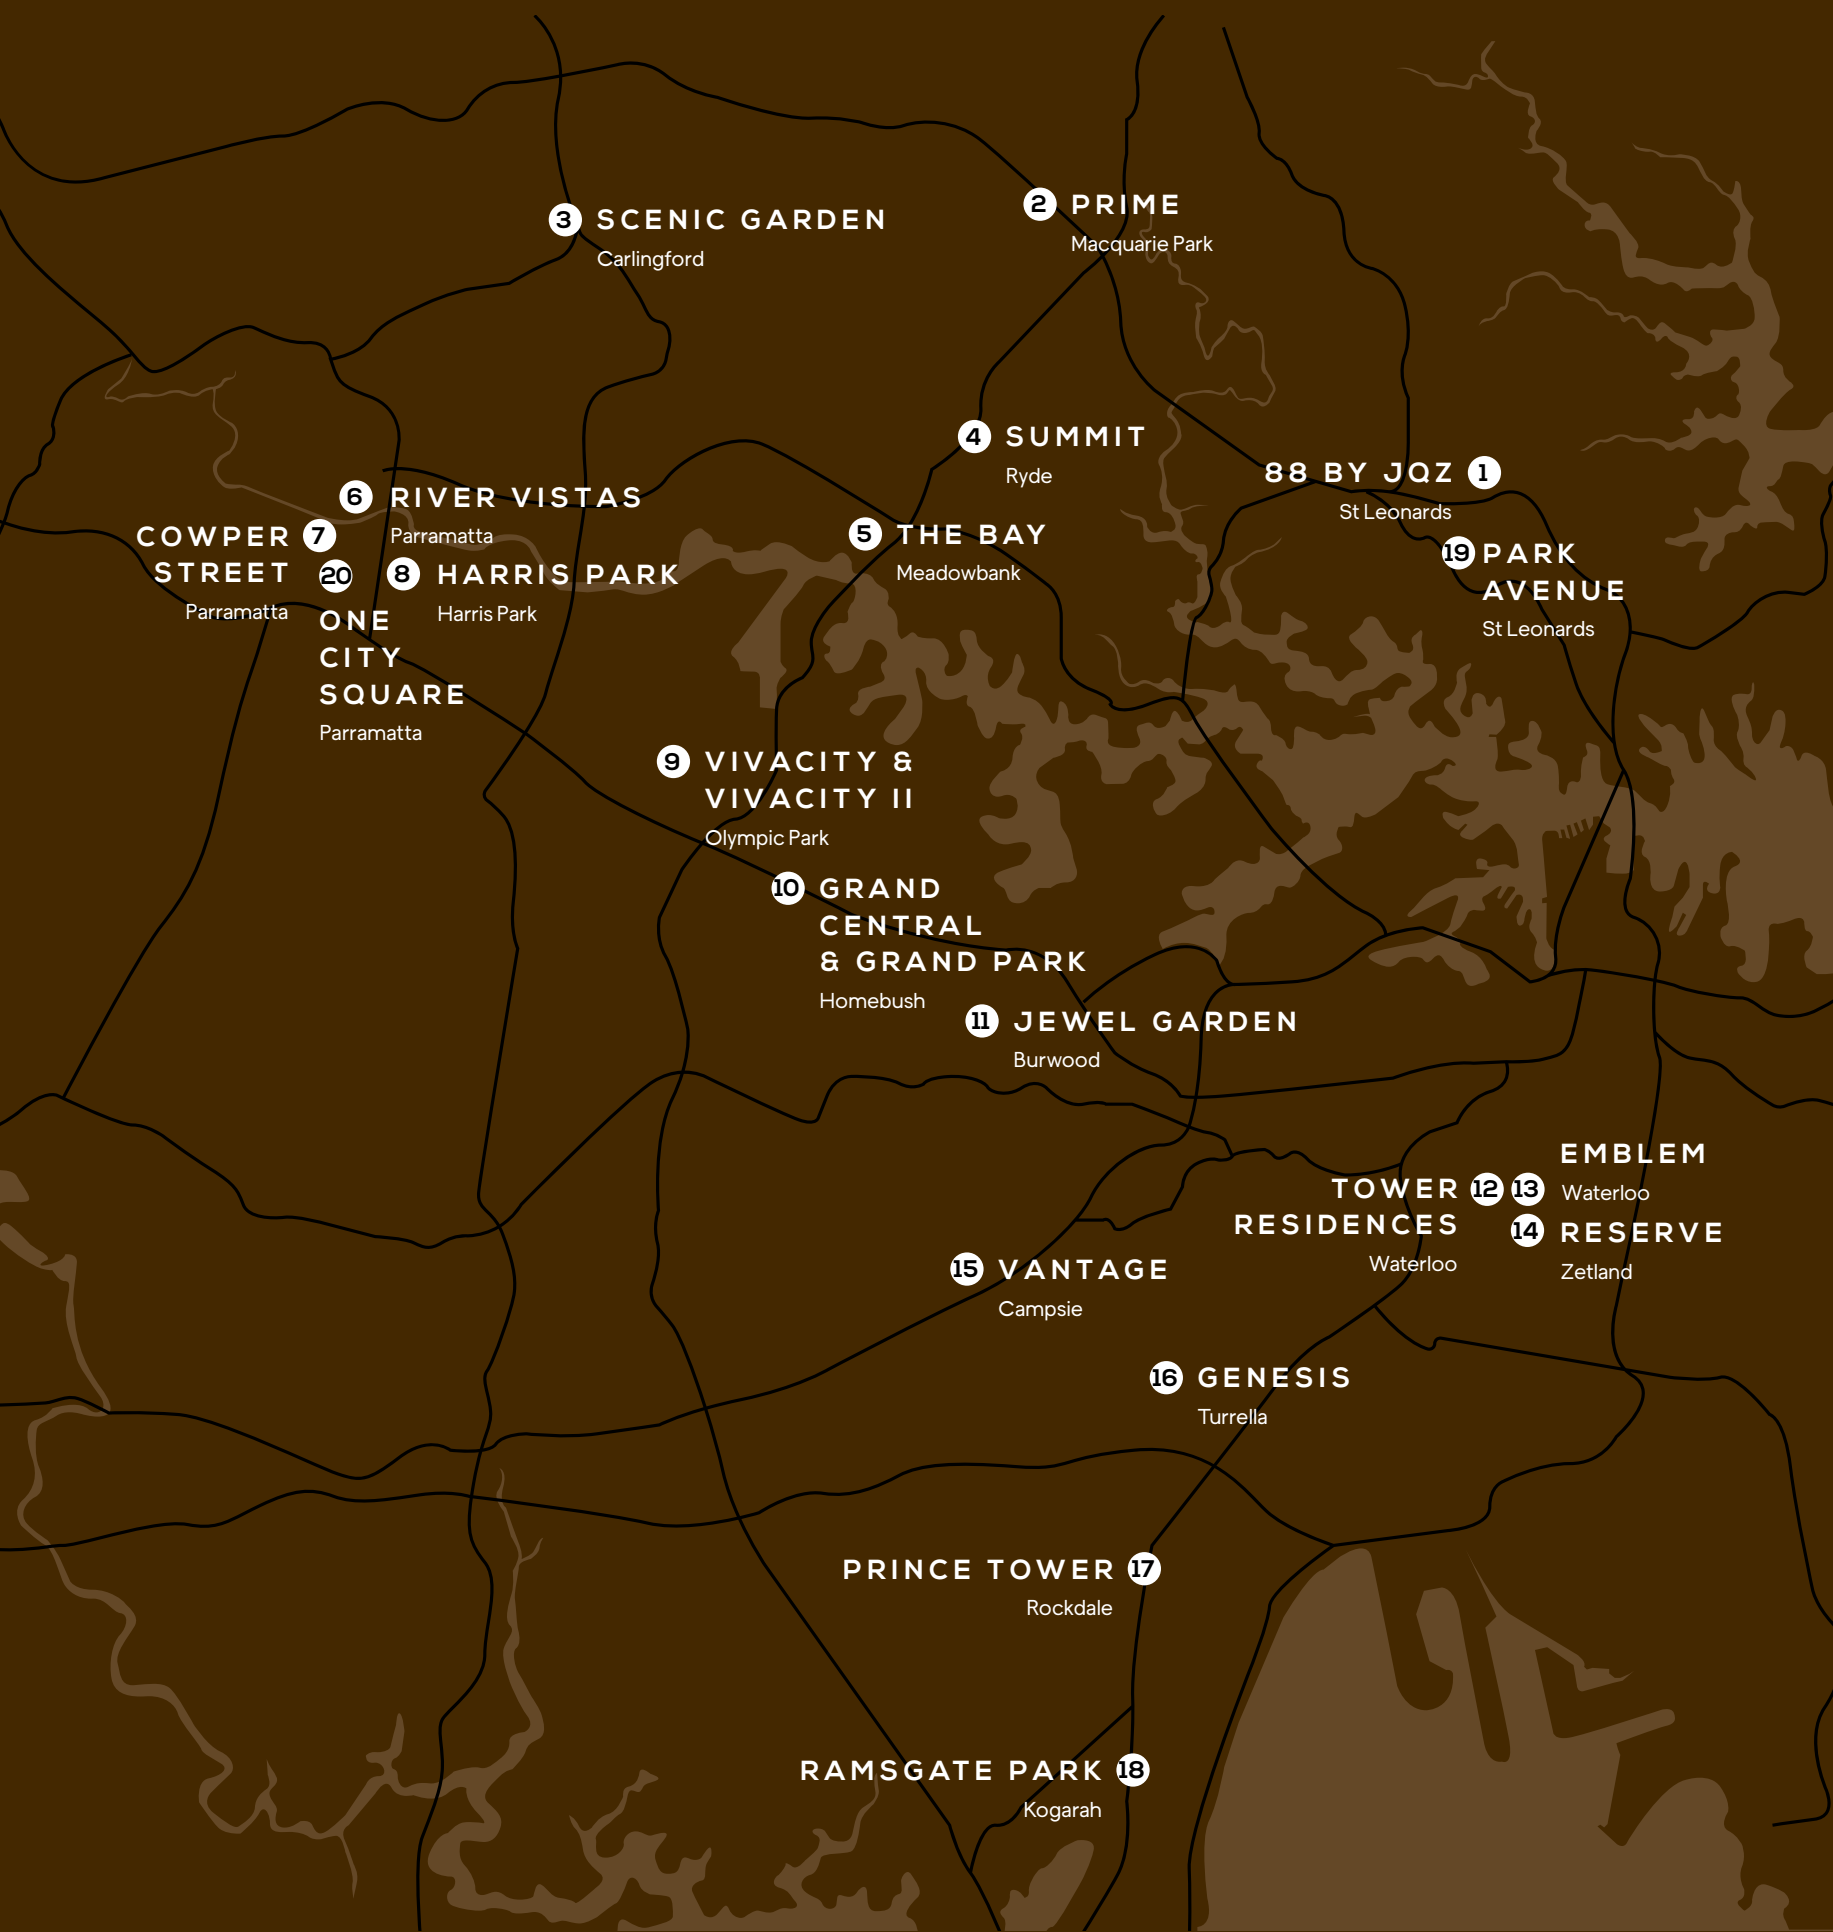 2 PRIME
Macquarie Park
3 SCENIC GARDEN
Carlingford
4 SUMMIT
Ryde
88 BY JQZ 1
St Leonards
6 RIVER VISTAS
Parramatta
COWPER 7
STREET
Parramatta
5 THE BAY
Meadowbank
19 PARK
AVENUE
St Leonards
8 HARRIS PARK
Harris Park
20
ONE
CITY
SQUARE
Parramatta
9 VIVACITY &
VIVACITY II
Olympic Park
10 GRAND
CENTRAL
& GRAND PARK
Homebush
11 JEWEL GARDEN
Burwood
TOWER 12
RESIDENCES
Waterloo
13 EMBLEM
Waterloo
14 RESERVE
Zetland
15 VANTAGE
Campsie
16 GENESIS
Turrella
PRINCE TOWER 17
Rockdale
RAMSGATE PARK 18
Kogarah